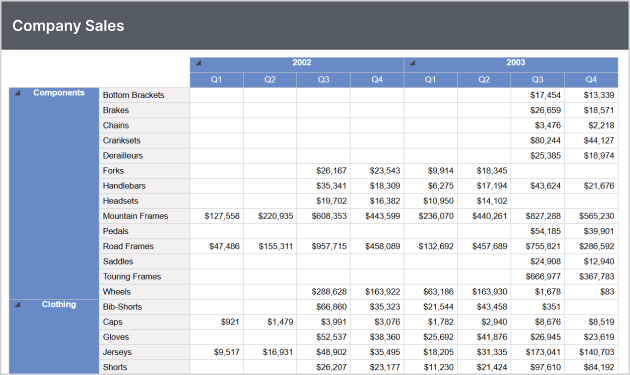 Company Sales
2002 2003
Q1 Q2 Q3 Q4 Q1 Q2 Q3 Q4
Components Bottom Brackets $17,454 $13,339
Brakes $26,659 $18,571
Chains $3,476 $2,218
Cranksets $80,244 $44,127
Derailleurs $25,385 $18,974
Forks $26,167 $23,543 $9,914 $18,345
Handlebars $35,341 $18,309 $6,275 $17,194 $43,624 $21,676
Headsets $19,702 $16,382 $10,950 $14,102
Mountain Frames $127,558 $220,935 $608,353 $443,599 $236,070 $440,261 $827,288 $565,230
Pedals $54,185 $39,901
Road Frames $47,486 $155,311 $957,715 $458,089 $132,692 $457,689 $755,821 $286,592
Saddles $24,908 $12,940
Touring Frames $666,977 $367,783
Wheels $288,628 $163,922 $63,186 $163,930 $1,678 $83
Clothing Bib-Shorts $66,860 $35,323 $21,544 $43,458 $351
Caps $921 $1,479 $3,991 $3,076 $1,782 $2,940 $8,676 $8,519
Gloves $52,537 $38,360 $25,692 $41,876 $26,945 $23,619
Jerseys $9,517 $16,931 $48,902 $35,495 $18,205 $31,335 $173,041 $140,703
Shorts $26,207 $23,177 $11,230 $21,424 $97,610 $84,192